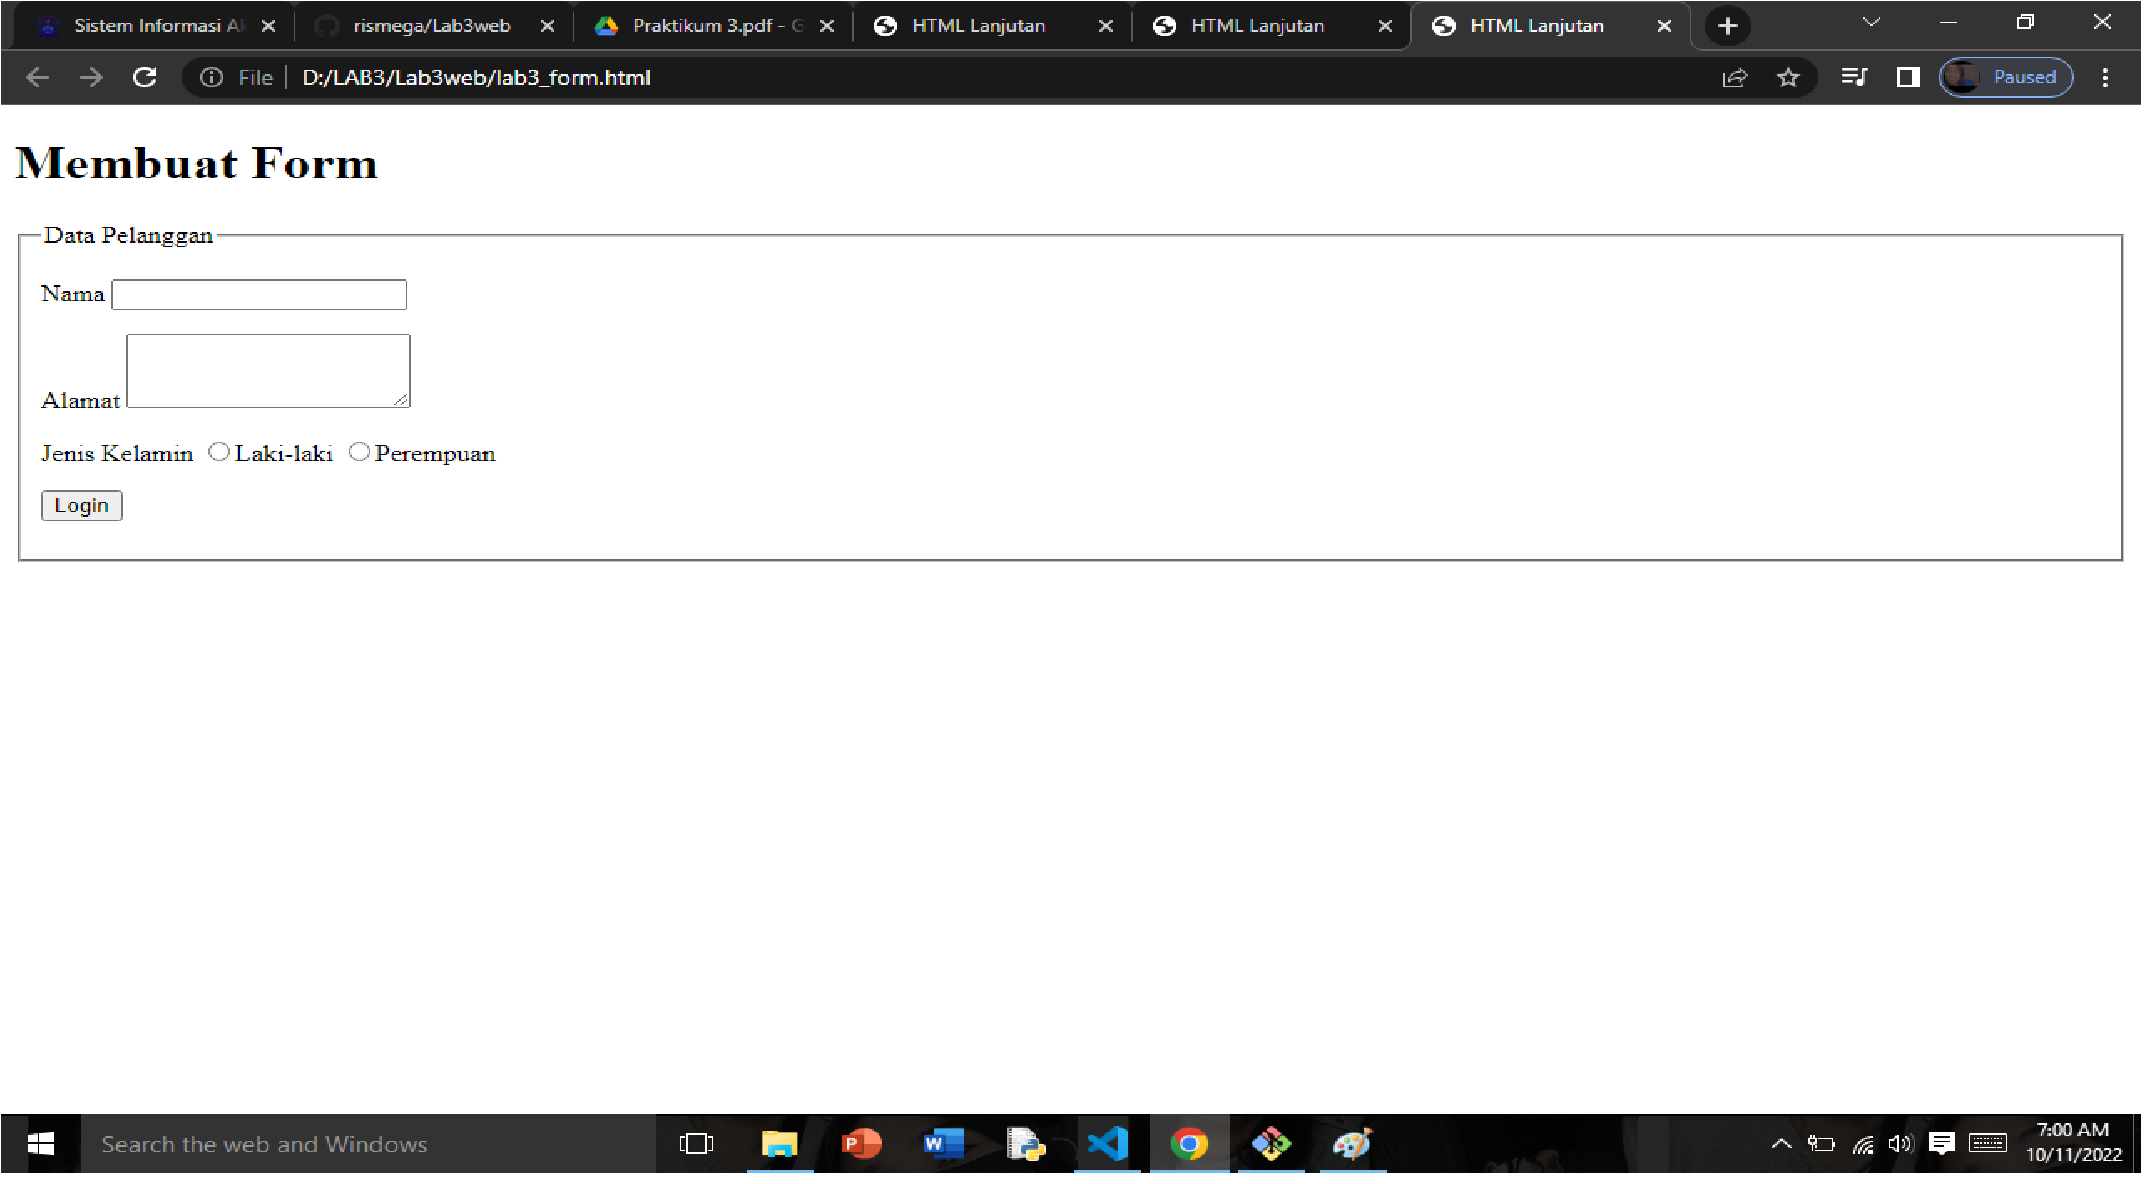 Sistem Informasi Ak
rismega/Lab3web
Praktikum 3.pdf - G
HTML Lanjutan
HTML Lanjutan
HTML Lanjutan
File
D:/LAB3/Lab3web/lab3_form.html
Paused
Membuat Form
Data Pelanggan
Nama
Alamat
Jenis Kelamin Laki-laki Perempuan
Login
Search the web and Windows
7:00 AM
10/11/2022